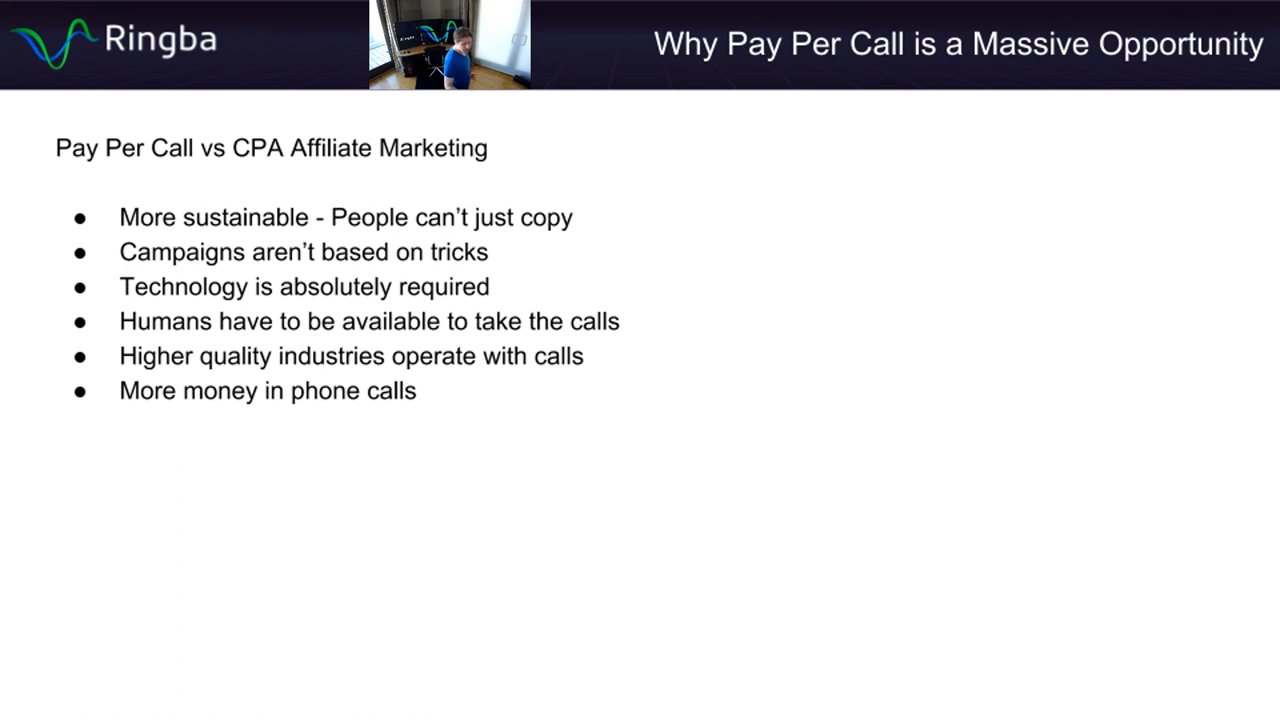 Ringba
Why Pay Per Call is a Massive Opportunity
Pay Per Call vs CPA Affiliate Marketing
● More sustainable - People can’t just copy
● Campaigns aren’t based on tricks
● Technology is absolutely required
● Humans have to be available to take the calls
● Higher quality industries operate with calls
● More money in phone calls